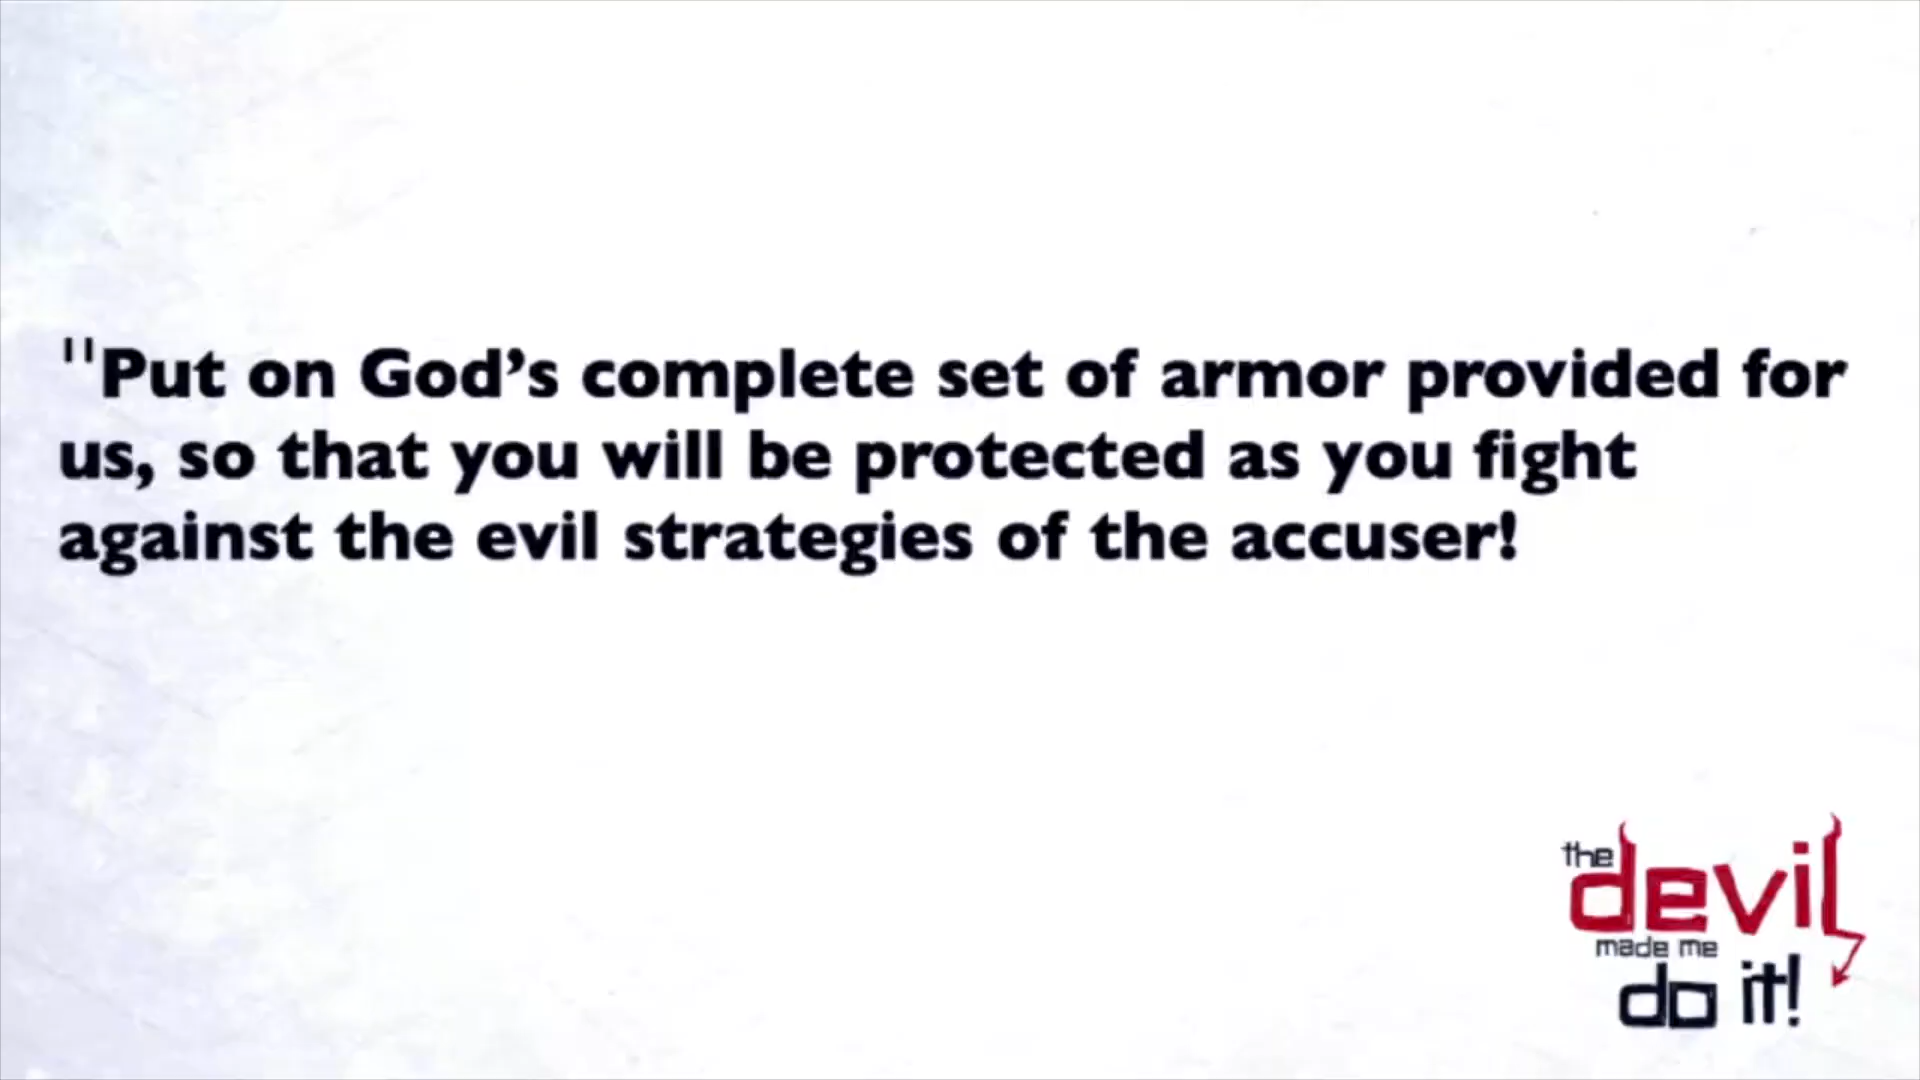 "Put on God’s complete set of armor provided for
us, so that you will be protected as you fight
against the evil strategies of the accuser!
the
devil
made me
do it!